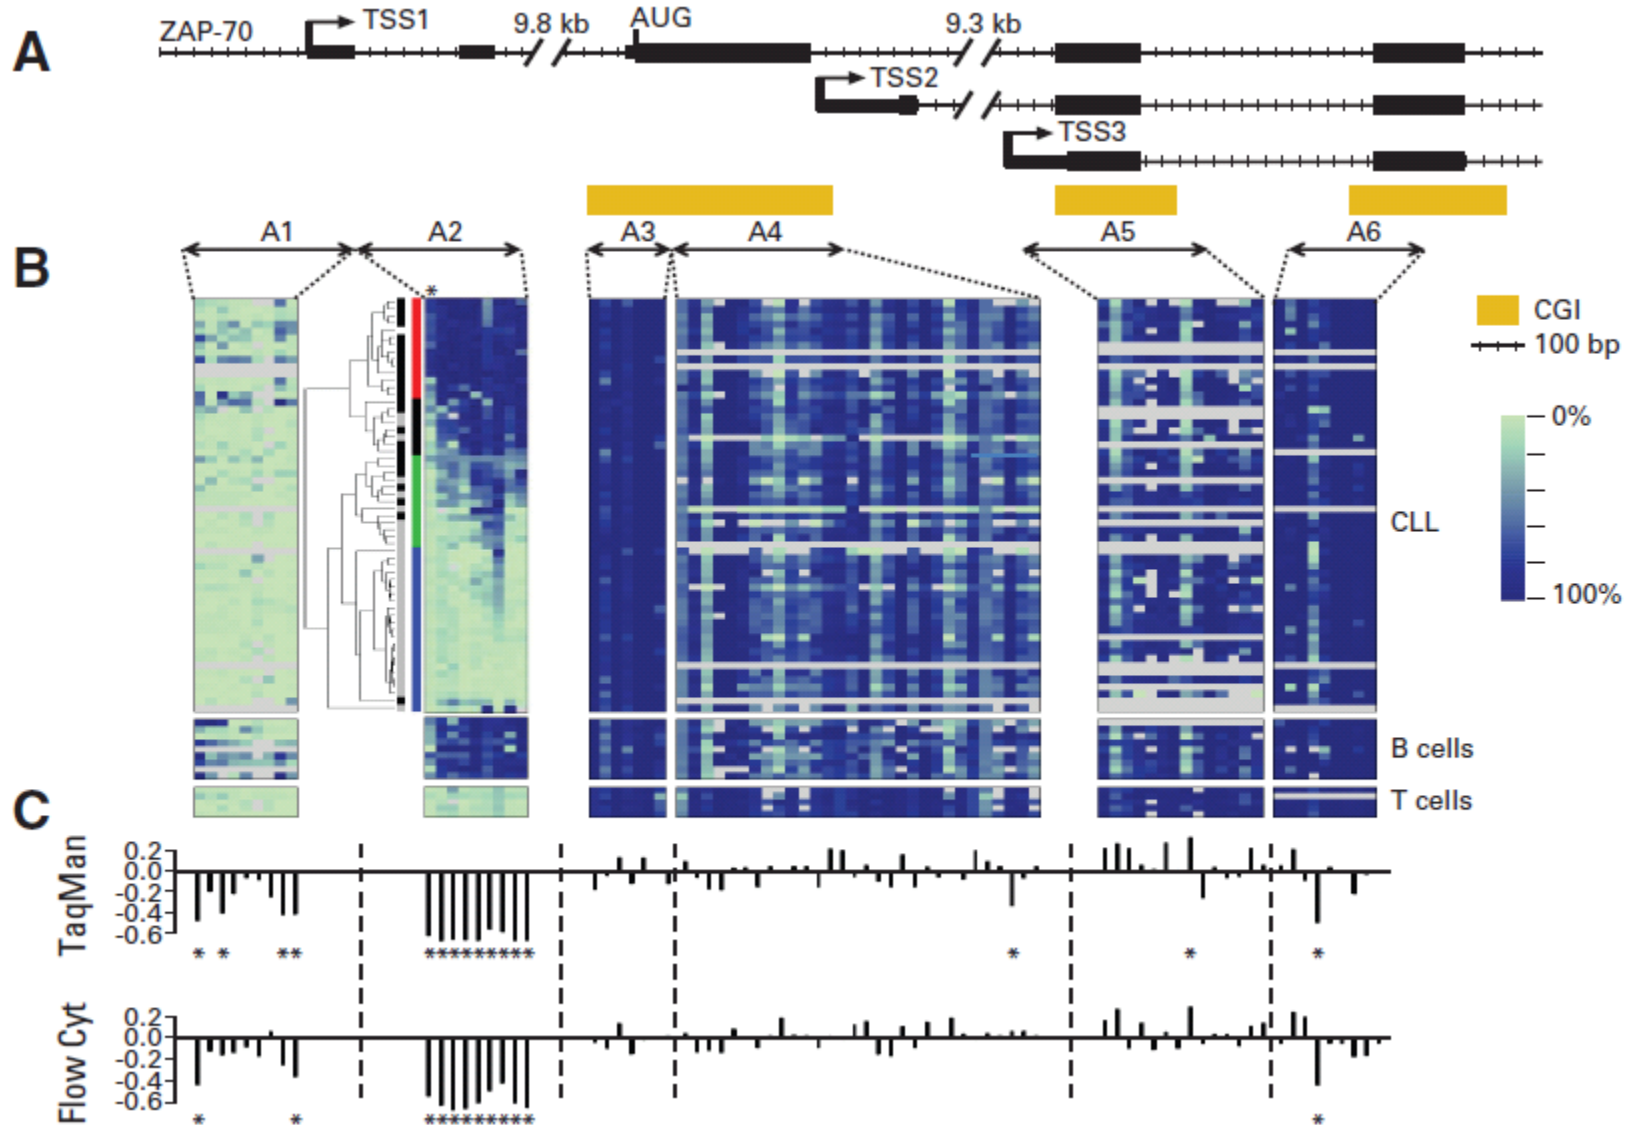 A
ZAP-70 TSS1 9.8 kb AUG 9.3 kb
TSS2
TSS3
A1 A2 A3 A4 A5 A6
B
*
CGI
100 bp
0%
CLL
100%
B cells
T cells
C
TaqMan
0.2
0.0
-0.2
-0.4
-0.6
* * ** ********* * * *
Flow Cyt
0.2
0.0
-0.2
-0.4
-0.6
* * ********* *